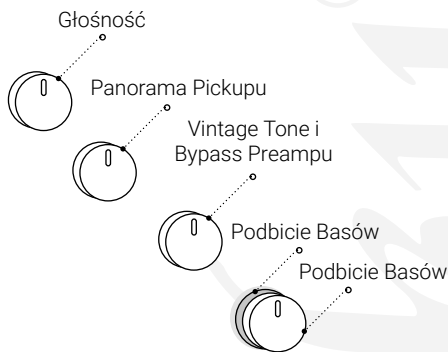 Głośność
Panorama Pickupu
Vintage Tone i
Bypass Preampu
Podbicie Basów
Podbicie Basów